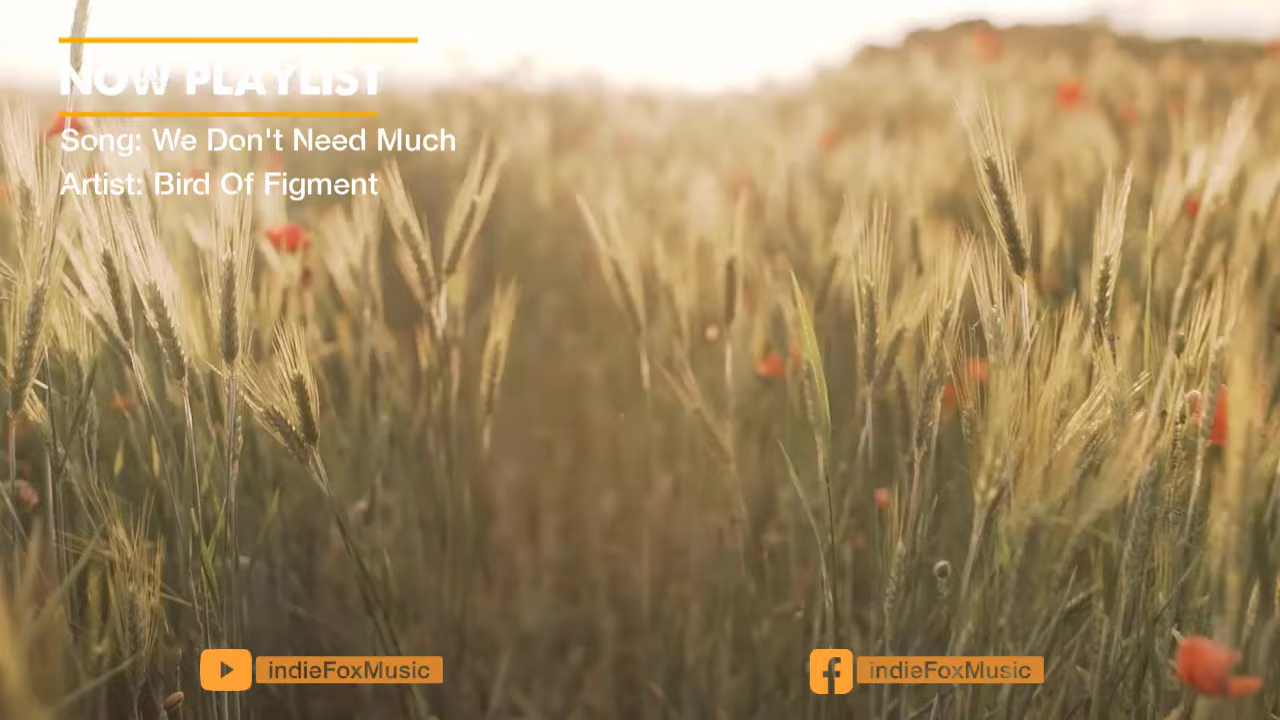 NOW PLAYLIST
Song: We Don't Need Much
Artist: Bird Of Figment
indieFoxMusic
indieFoxMusic